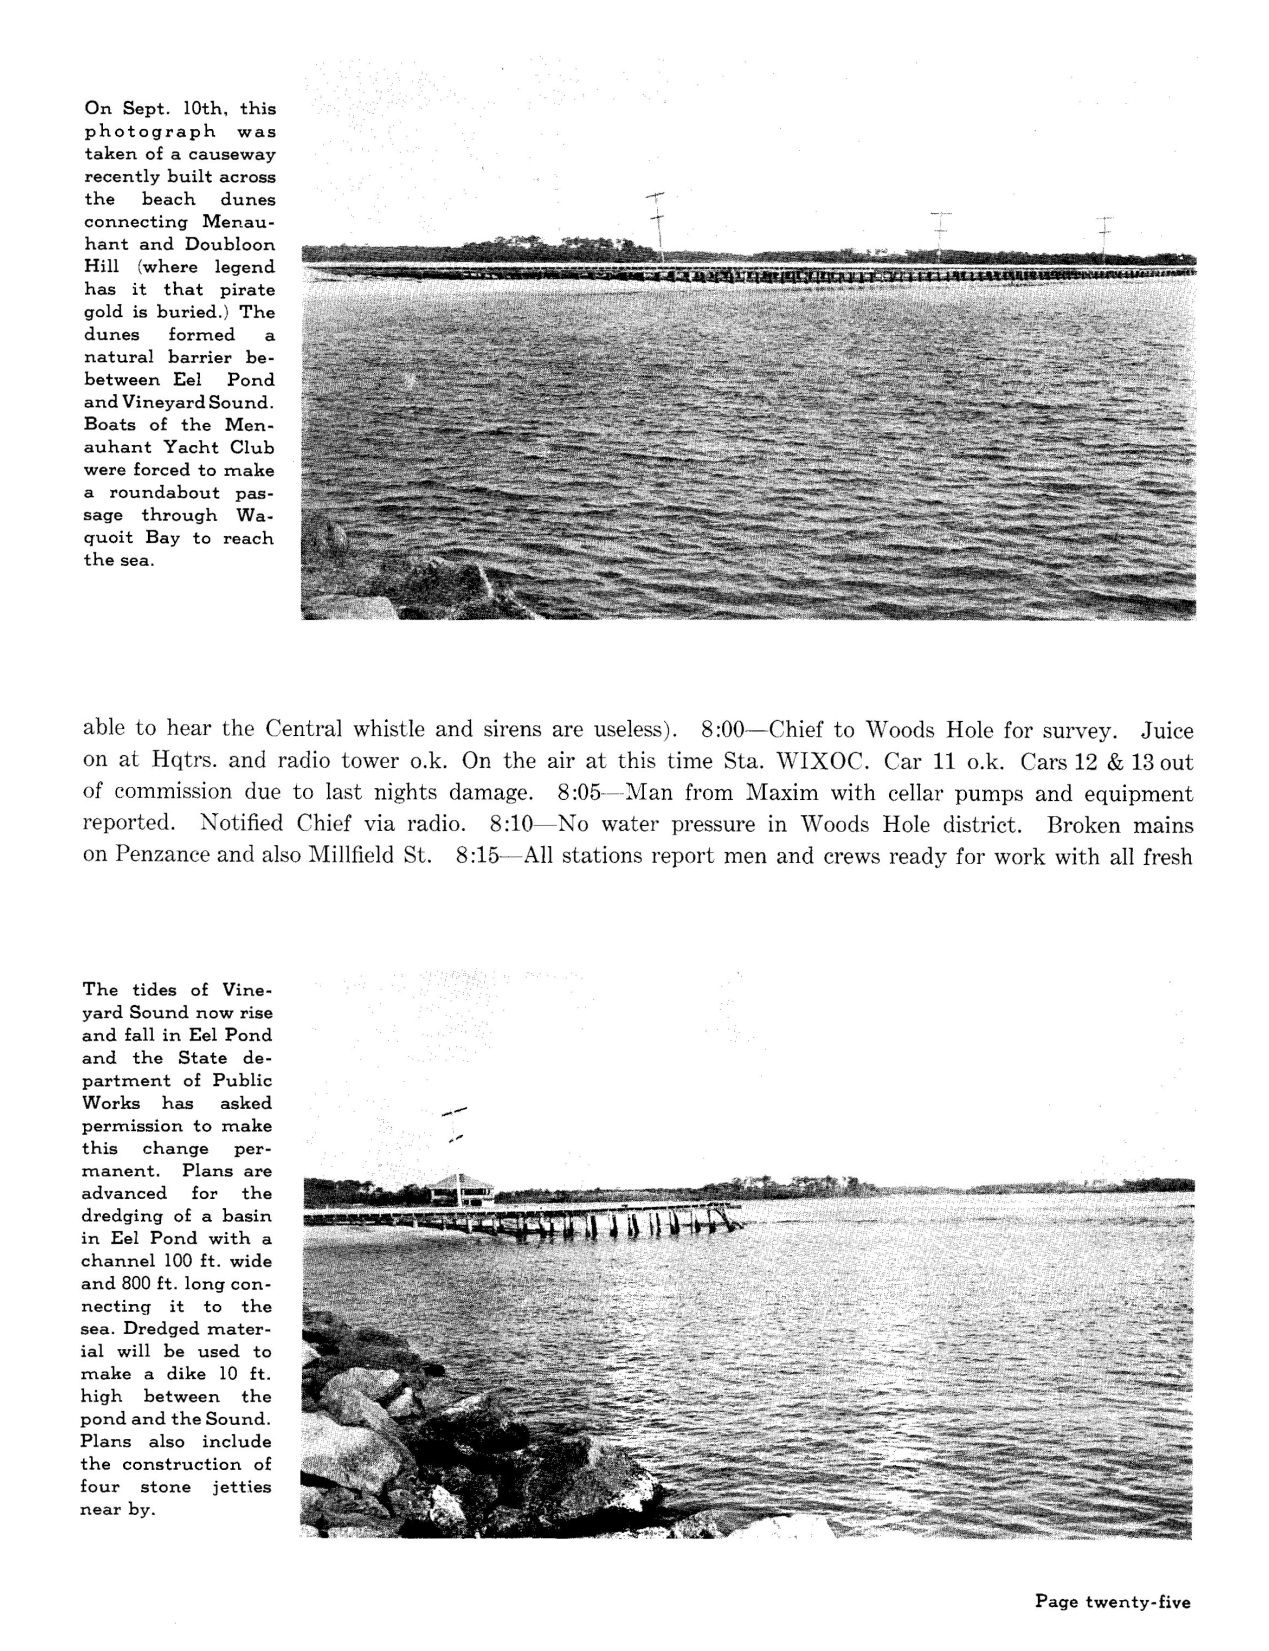 On Sept. 10th, this
photograph was
taken of a causeway
recently built across
the beach dunes
connecting Menau-
hant and Doubloon
Hill (where legend
has it that pirate
gold is buried.) The
dunes formed a
natural barrier be-
between Eel Pond
and Vineyard Sound.
Boats of the Men-
auhant Yacht Club
were forced to make
a roundabout pas-
sage through Wa-
quoit Bay to reach
the sea.
able to hear the Central whistle and sirens are useless). 8:00—Chief to Woods Hole for survey. Juice
on at Hqtrs. and radio tower o.k. On the air at this time Sta. WIXOC. Car 11 o.k. Cars 12 & 13 out
of commission due to last nights damage. 8:05—Man from Maxim with cellar pumps and equipment
reported. Notified Chief via radio. 8:10—No water pressure in Woods Hole district. Broken mains
on Penzance and also Millfield St. 8:15—All stations report men and crews ready for work with all fresh
The tides of Vine-
yard Sound now rise
and fall in Eel Pond
and the State de-
partment of Public
Works has asked
permission to make
this change per-
manent. Plans are
advanced for the
dredging of a basin
in Eel Pond with a
channel 100 ft. wide
and 800 ft. long con-
necting it to the
sea. Dredged mater-
ial will be used to
make a dike 10 ft.
high between the
pond and the Sound.
Plans also include
the construction of
four stone jetties
near by.
Page twenty-five